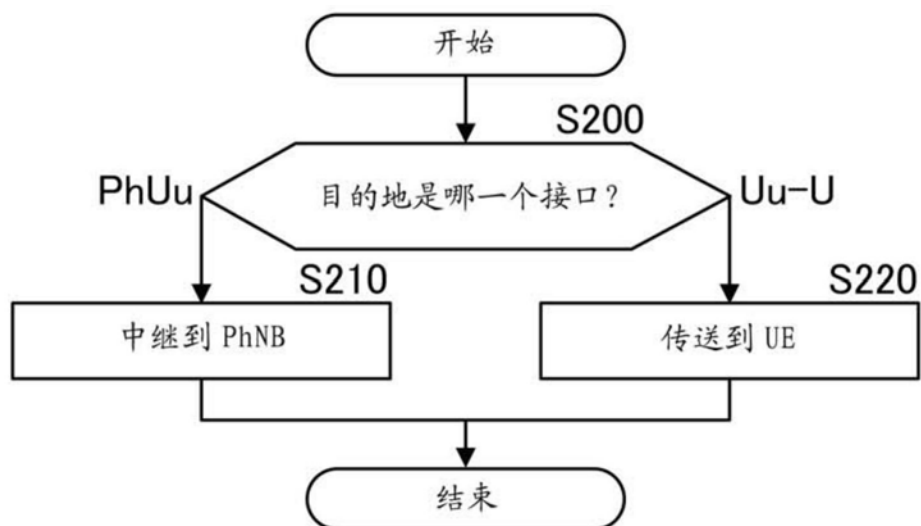 开始
S200
PhUu
目的地是哪一个接口?
Uu-U
S210
S220
中继到 PhNB
传送到 UE
结束